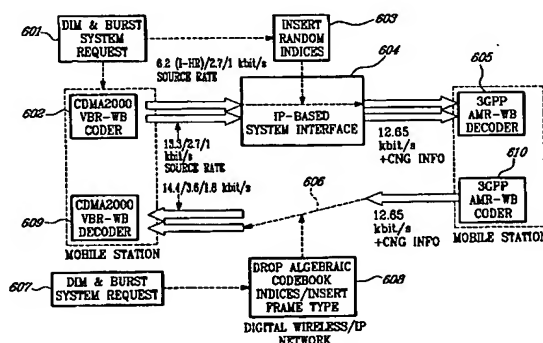 601
DIM & BURST
SYSTEM
REQUEST
INSERT
RANDOM
INDICES
603
604
6.2 (I-HR)/2.7/1 kbit/s
SOURCE RATE
605
602
CDMA2000
VBR-WB
CODER
IP-BASED
SYSTEM INTERFACE
3GPP
AMR-WB
DECODER
13.3/2.7/1
kbit/s
SOURCE RATE
12.65
kbit/s
+CNG INFO
610
14.4/3.6/1.8 kbit/s
606
3GPP
AMR-WB
CODER
609
CDMA2000
VBR-WB
DECODER
12.65
kbit/s
+CNG INFO
MOBILE STATION
MOBILE STATION
607
DIM & BURST
SYSTEM REQUEST
DROP ALGEBRAIC
CODEBOOK
INDICES/INSERT
FRAME TYPE
608
DIGITAL WIRELESS/IP
NETWORK